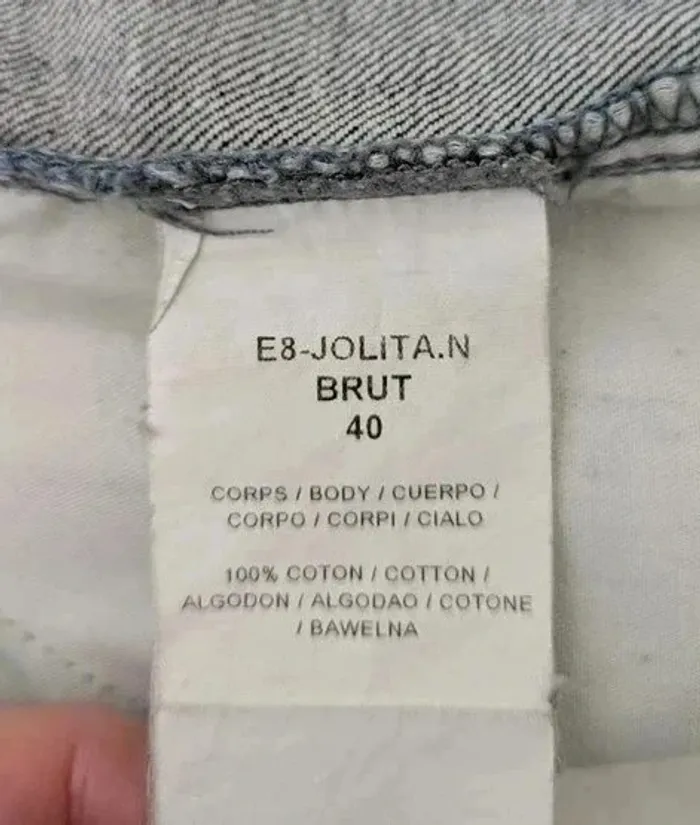 E8-JOLITA.N
BRUT
40
CORPS / BODY / CUERPO /
CORPO / CORPI / CIALO
100% COTON / COTTON /
ALGODON / ALGODAO / COTONE
/ BAWELNA